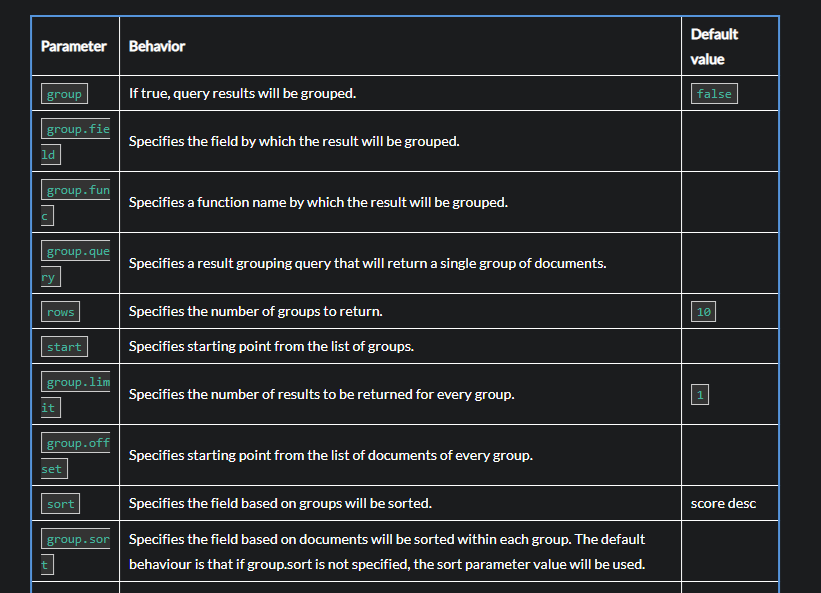 Parameter Behavior Default value
group If true, query results will be grouped. false
group.field Specifies the field by which the result will be grouped.
group.func Specifies a function name by which the result will be grouped.
group.query Specifies a result grouping query that will return a single group of documents.
rows Specifies the number of groups to return. 10
start Specifies starting point from the list of groups.
group.limit Specifies the number of results to be returned for every group. 1
group.offset Specifies starting point from the list of documents of every group.
sort Specifies the field based on groups will be sorted. score desc
group.sort Specifies the field based on documents will be sorted within each group. The default
behaviour is that if group.sort is not specified, the sort parameter value will be used.